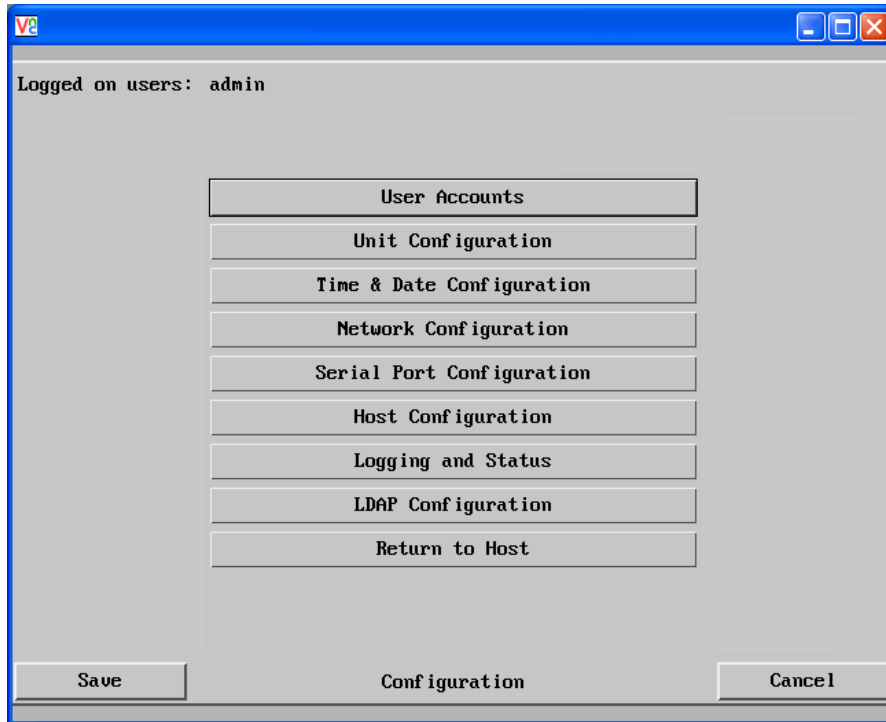 VNC
Logged on users: admin
User Accounts
Unit Configuration
Time & Date Configuration
Network Configuration
Serial Port Configuration
Host Configuration
Logging and Status
LDAP Configuration
Return to Host
Save Configuration Cancel